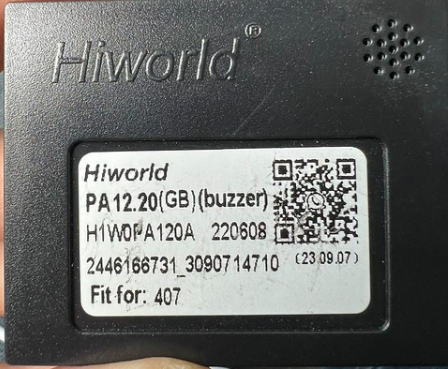 Hiworld®
Hiworld
PA12.20(GB)(buzzer)
H1W0PA120A 220608
2446166731_3090714710 (23.09.07)
Fit for: 407